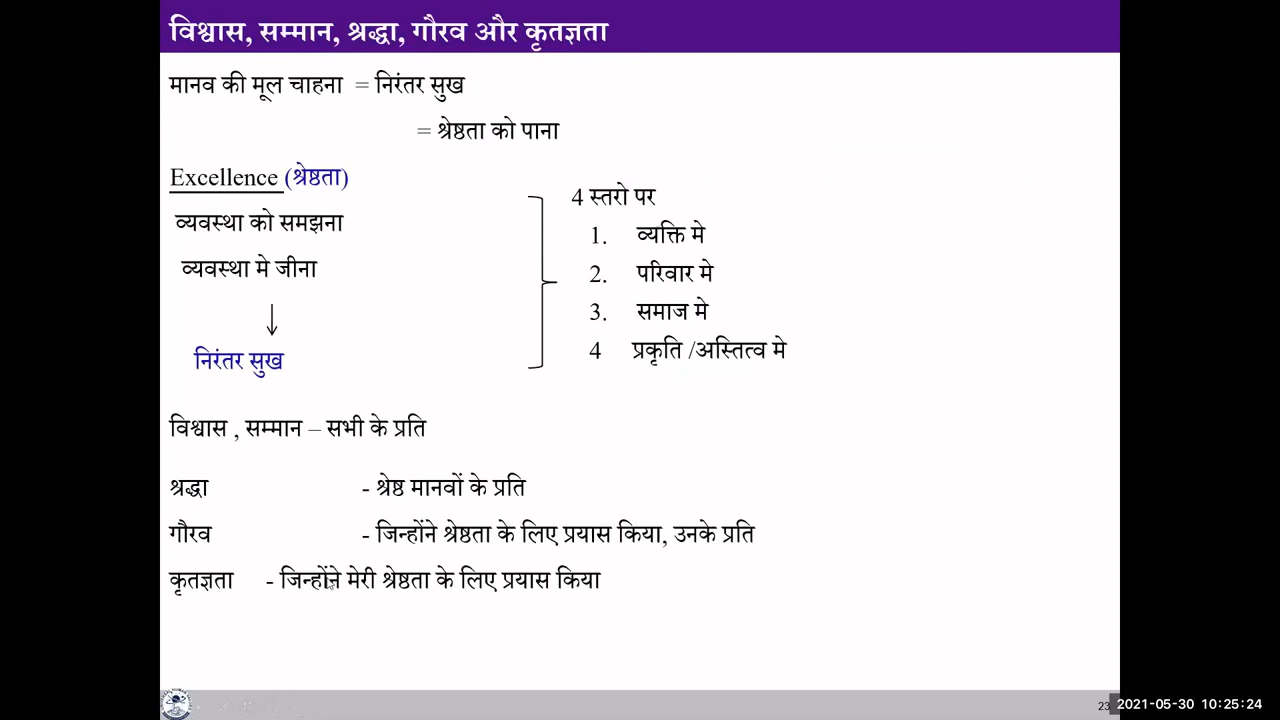 विश्वास, सम्मान, श्रद्धा, गौरव और कृतज्ञता
मानव की मूल चाहना = निरंतर सुख
= श्रेष्ठता को पाना
Excellence (श्रेष्ठता)
व्यवस्था को समझना
व्यवस्था मे जीना
निरंतर सुख
4 स्तरो पर
1. व्यक्ति मे
2. परिवार मे
3. समाज मे
4 प्रकृति /अस्तित्व मे
विश्वास , सम्मान – सभी के प्रति
श्रद्धा - श्रेष्ठ मानवों के प्रति
गौरव - जिन्होंने श्रेष्ठता के लिए प्रयास किया, उनके प्रति
कृतज्ञता - जिन्होंने मेरी श्रेष्ठता के लिए प्रयास किया
23
2021-05-30 10:25:24